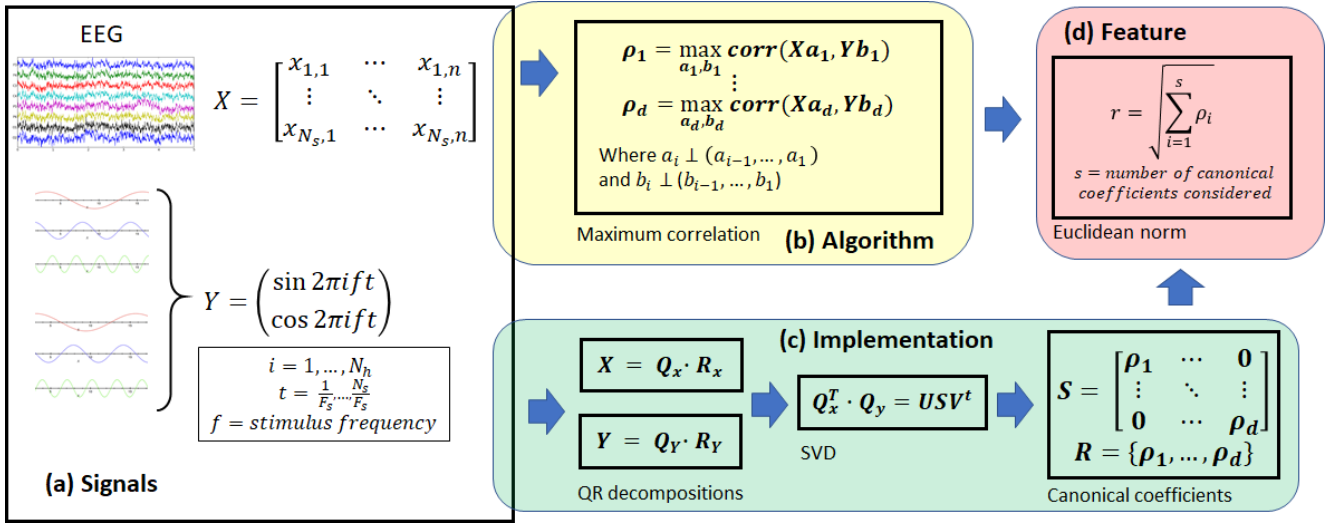 EEG
X = [x_{1,1} ⋯ x_{1,n}
⋮ ⋱ ⋮
x_{N_s,1} ⋯ x_{N_s,n}]
Y = (sin 2πift
cos 2πift)
i = 1, … , N_h
t = 1/F_s ,…, N_s/F_s
f = stimulus frequency
(a) Signals
ρ_1 = max_{a_1,b_1} corr(Xa_1, Yb_1)
⋮
ρ_d = max_{a_d,b_d} corr(Xa_d, Yb_d)
Where a_i ⊥ (a_{i−1}, … , a_1 )
and b_i ⊥ (b_{i−1}, … , b_1)
Maximum correlation
(b) Algorithm
(c) Implementation
X = Q_x · R_x
Y = Q_Y · R_Y
QR decompositions
Q_x^T · Q_y = USV^t
SVD
S = [ρ_1 ⋯ 0
⋮ ⋱ ⋮
0 ⋯ ρ_d]
R = {ρ_1, … , ρ_d}
Canonical coefficients
(d) Feature
r = √(∑_{i=1}^{s} ρ_i)
s = number of canonical
coefficients considered
Euclidean norm